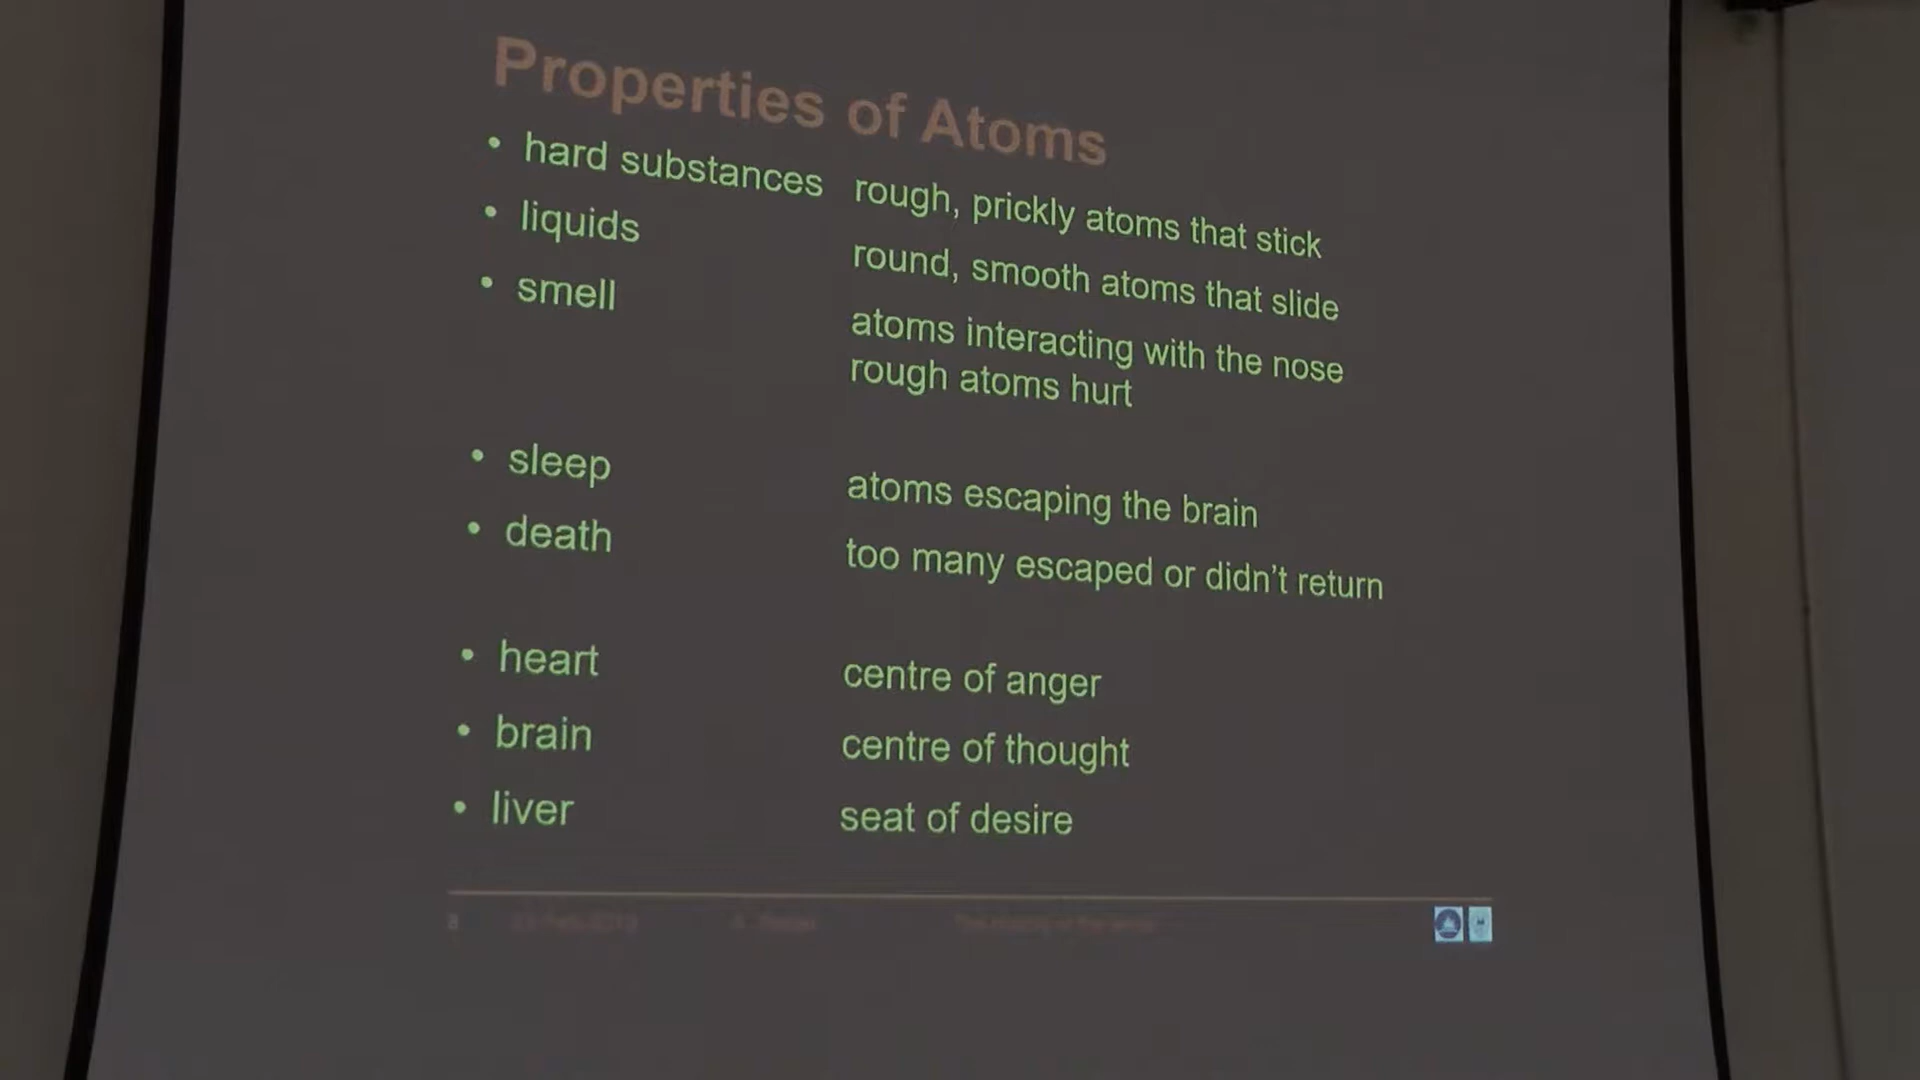 Properties of Atoms
• hard substances rough, prickly atoms that stick
• liquids round, smooth atoms that slide
• smell atoms interacting with the nose
rough atoms hurt
• sleep atoms escaping the brain
• death too many escaped or didn't return
• heart centre of anger
• brain centre of thought
• liver seat of desire